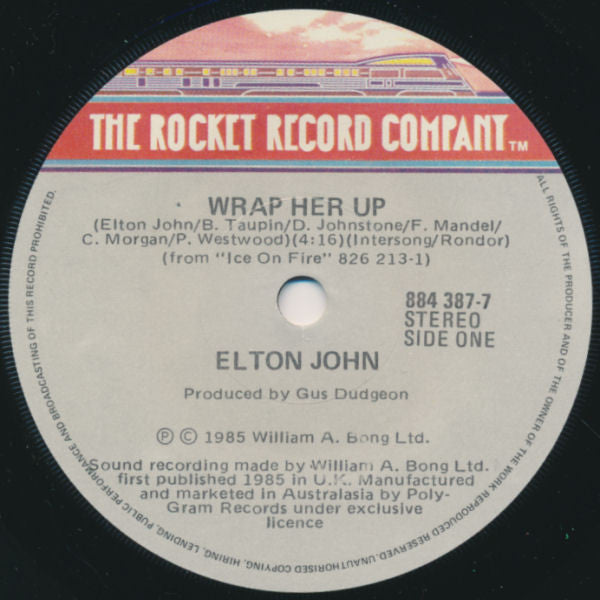 THE ROCKET RECORD COMPANY TM
WRAP HER UP
(Elton John/B. Taupin/D. Johnstone/F. Mandel/
C. Morgan/P. Westwood)(4:16)(Intersong/Rondor)
(from "Ice On Fire" 826 213-1)
884 387-7
STEREO
SIDE ONE
ELTON JOHN
Produced by Gus Dudgeon
Ⓟ © 1985 William A. Bong Ltd.
Sound recording made by William A. Bong Ltd.
first published 1985 in U.K. Manufactured
and marketed in Australasia by Poly-
Gram Records under exclusive
licence
ALL RIGHTS OF THE PRODUCER AND OF THE OWNER OF THE WORK REPRODUCED RESERVED. UNAUTHORISED COPYING, HIRING, LENDING, PUBLIC PERFORMANCE AND BROADCASTING OF THIS RECORD PROHIBITED.